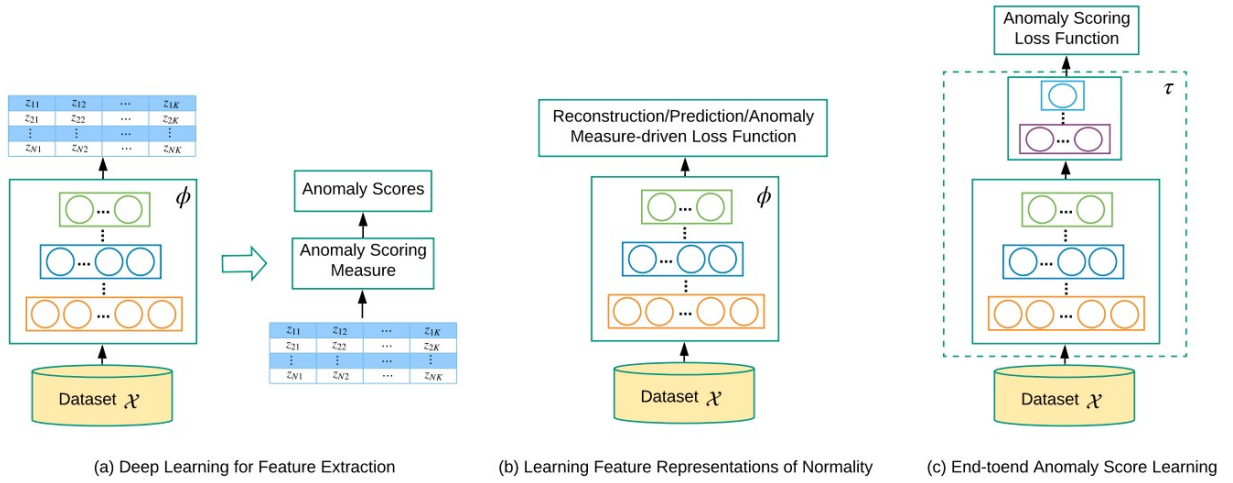 z11 z12 ... z1K
z21 z22 ... z2K
⋮ ⋮ ... ⋮
zN1 zN2 ... zNK
ϕ
...
...
...
Dataset 𝒳
Anomaly Scores
Anomaly Scoring
Measure
z11 z12 ... z1K
z21 z22 ... z2K
⋮ ⋮ ... ⋮
zN1 zN2 ... zNK
(a) Deep Learning for Feature Extraction
Reconstruction/Prediction/Anomaly
Measure-driven Loss Function
ϕ
...
...
...
Dataset 𝒳
(b) Learning Feature Representations of Normality
Anomaly Scoring
Loss Function
τ
...
...
...
...
Dataset 𝒳
(c) End-toend Anomaly Score Learning